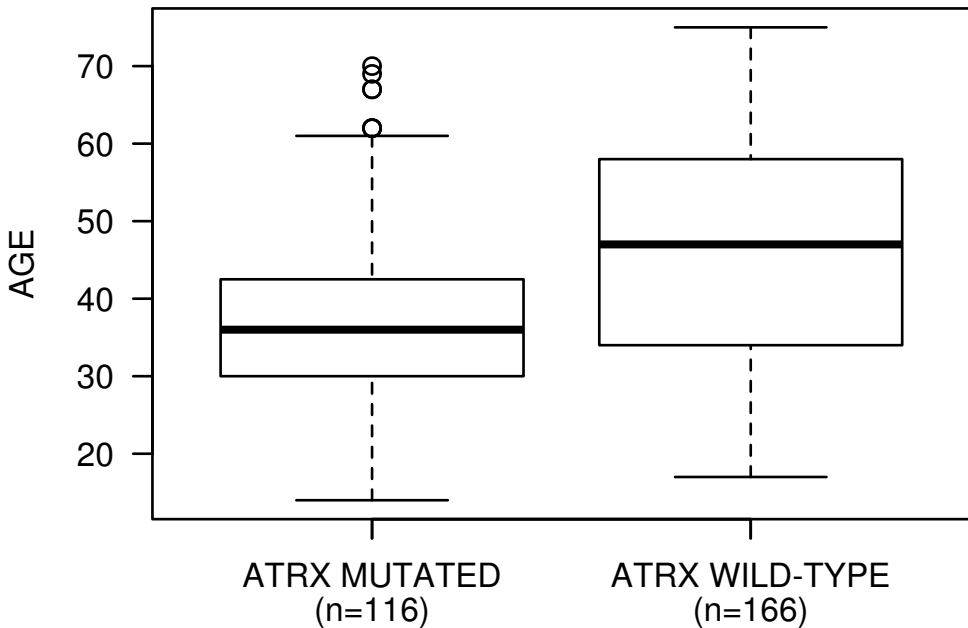 AGE
70
60
50
40
30
20
ATRX MUTATED
(n=116)
ATRX WILD-TYPE
(n=166)